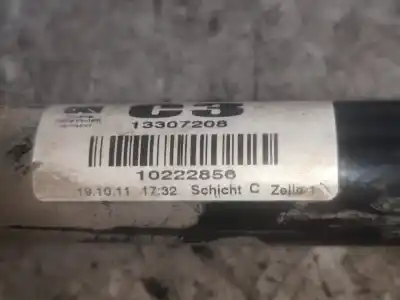 C3
13307208
10222856
19.10.11 17:32 Schicht C Zelle 1